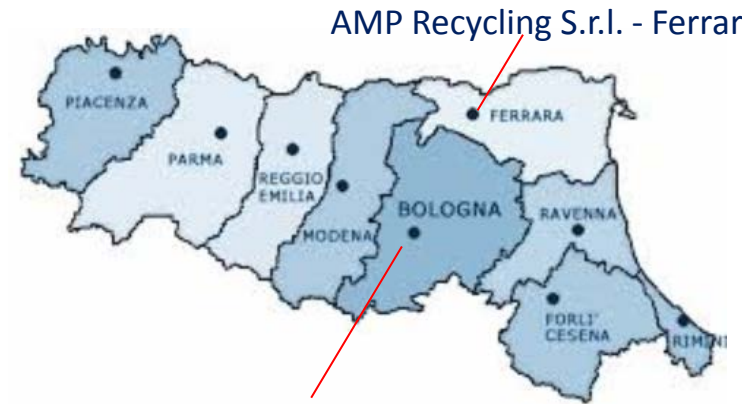 AMP Recycling S.r.l. - Ferrar
PIACENZA
FERRARA
PARMA
REGGIO
EMILIA
BOLOGNA
RAVENNA
MODENA
FORLI'
CESENA
RIMINI